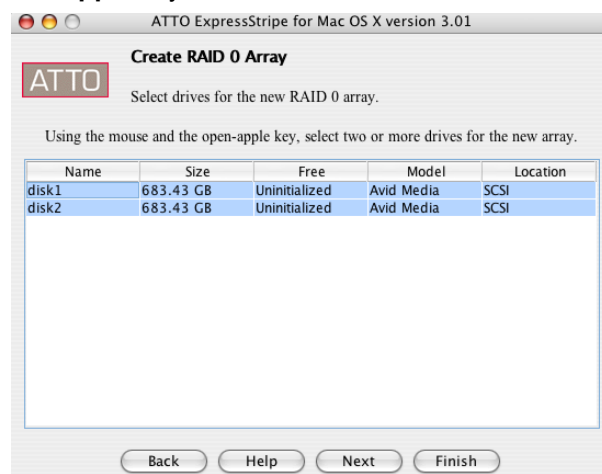 ATTO ExpressStripe for Mac OS X version 3.01
Create RAID 0 Array
ATTO
Select drives for the new RAID 0 array.
Using the mouse and the open-apple key, select two or more drives for the new array.
Name Size Free Model Location
disk1 683.43 GB Uninitialized Avid Media SCSI
disk2 683.43 GB Uninitialized Avid Media SCSI
Back Help Next Finish